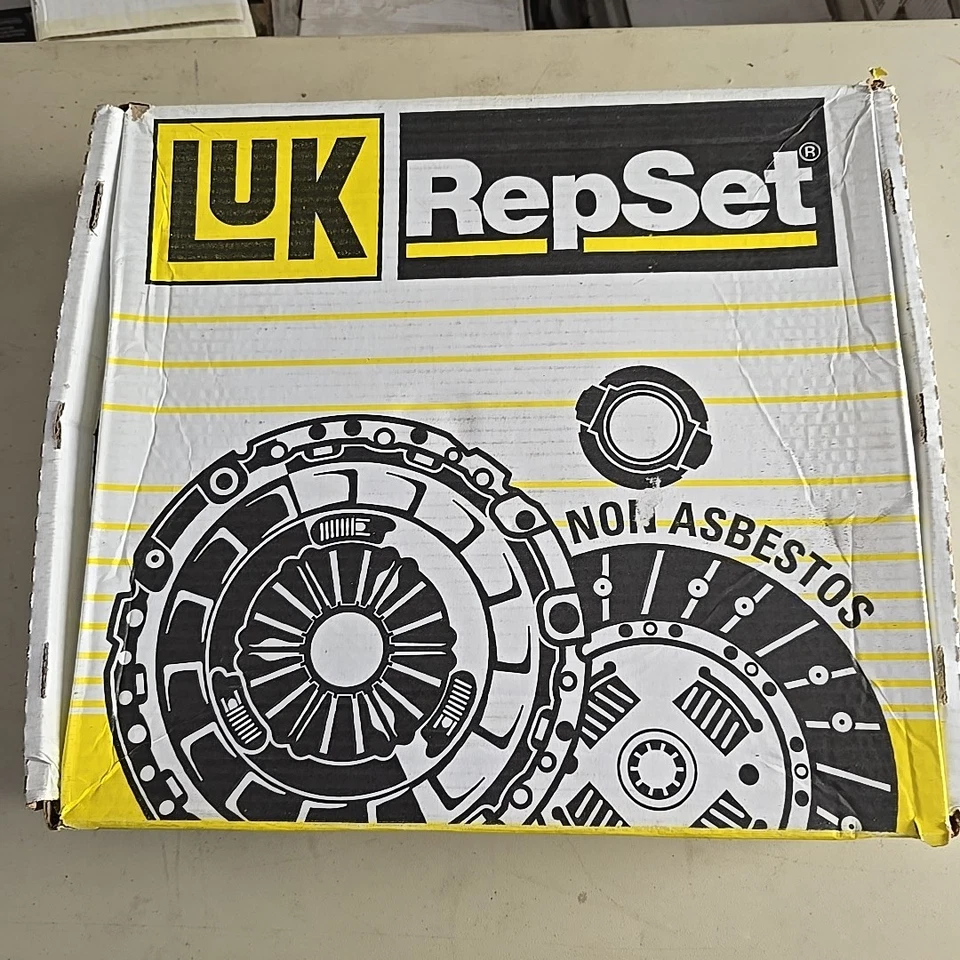 LUK
RepSet®
NON ASBESTOS